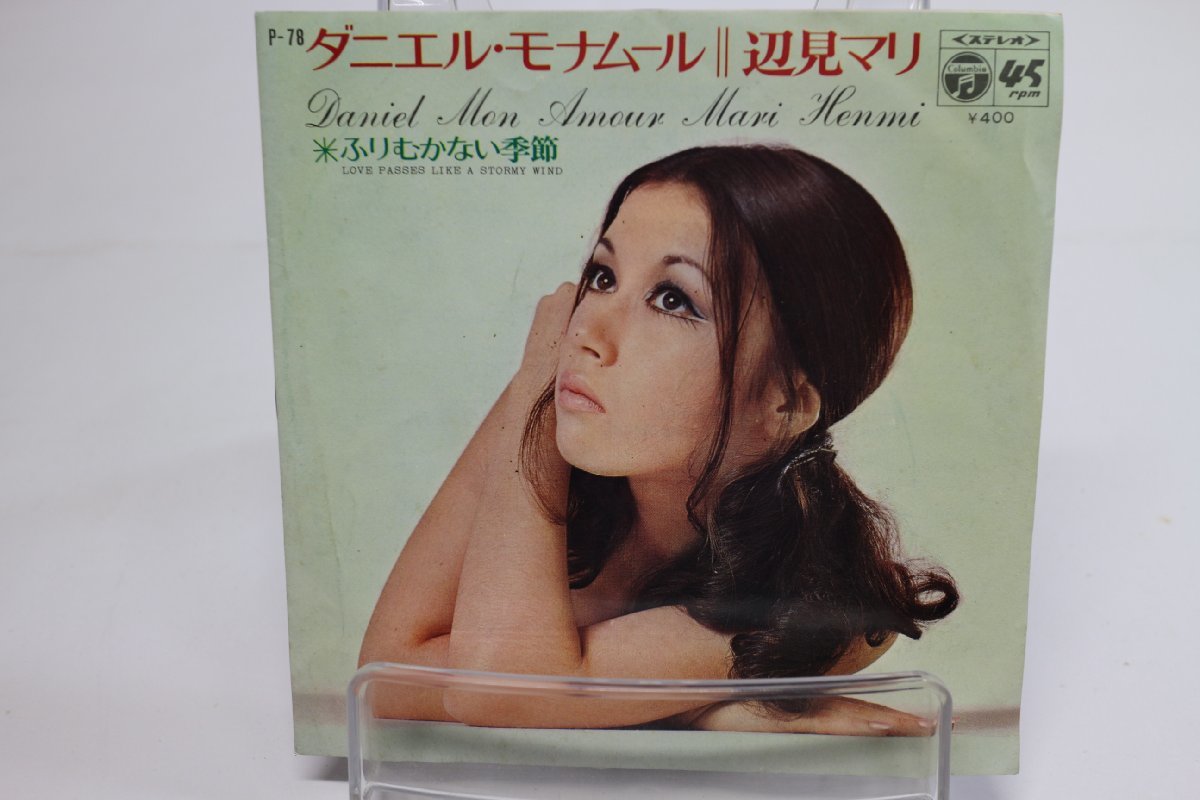 P-78 ダニエル・モナムール 辺見マリ
Daniel Mon Amour Mari Henmi
✳ふりむかない季節
LOVE PASSES LIKE A STORMY WIND
ステレオ
Columbia
45 rpm
¥400